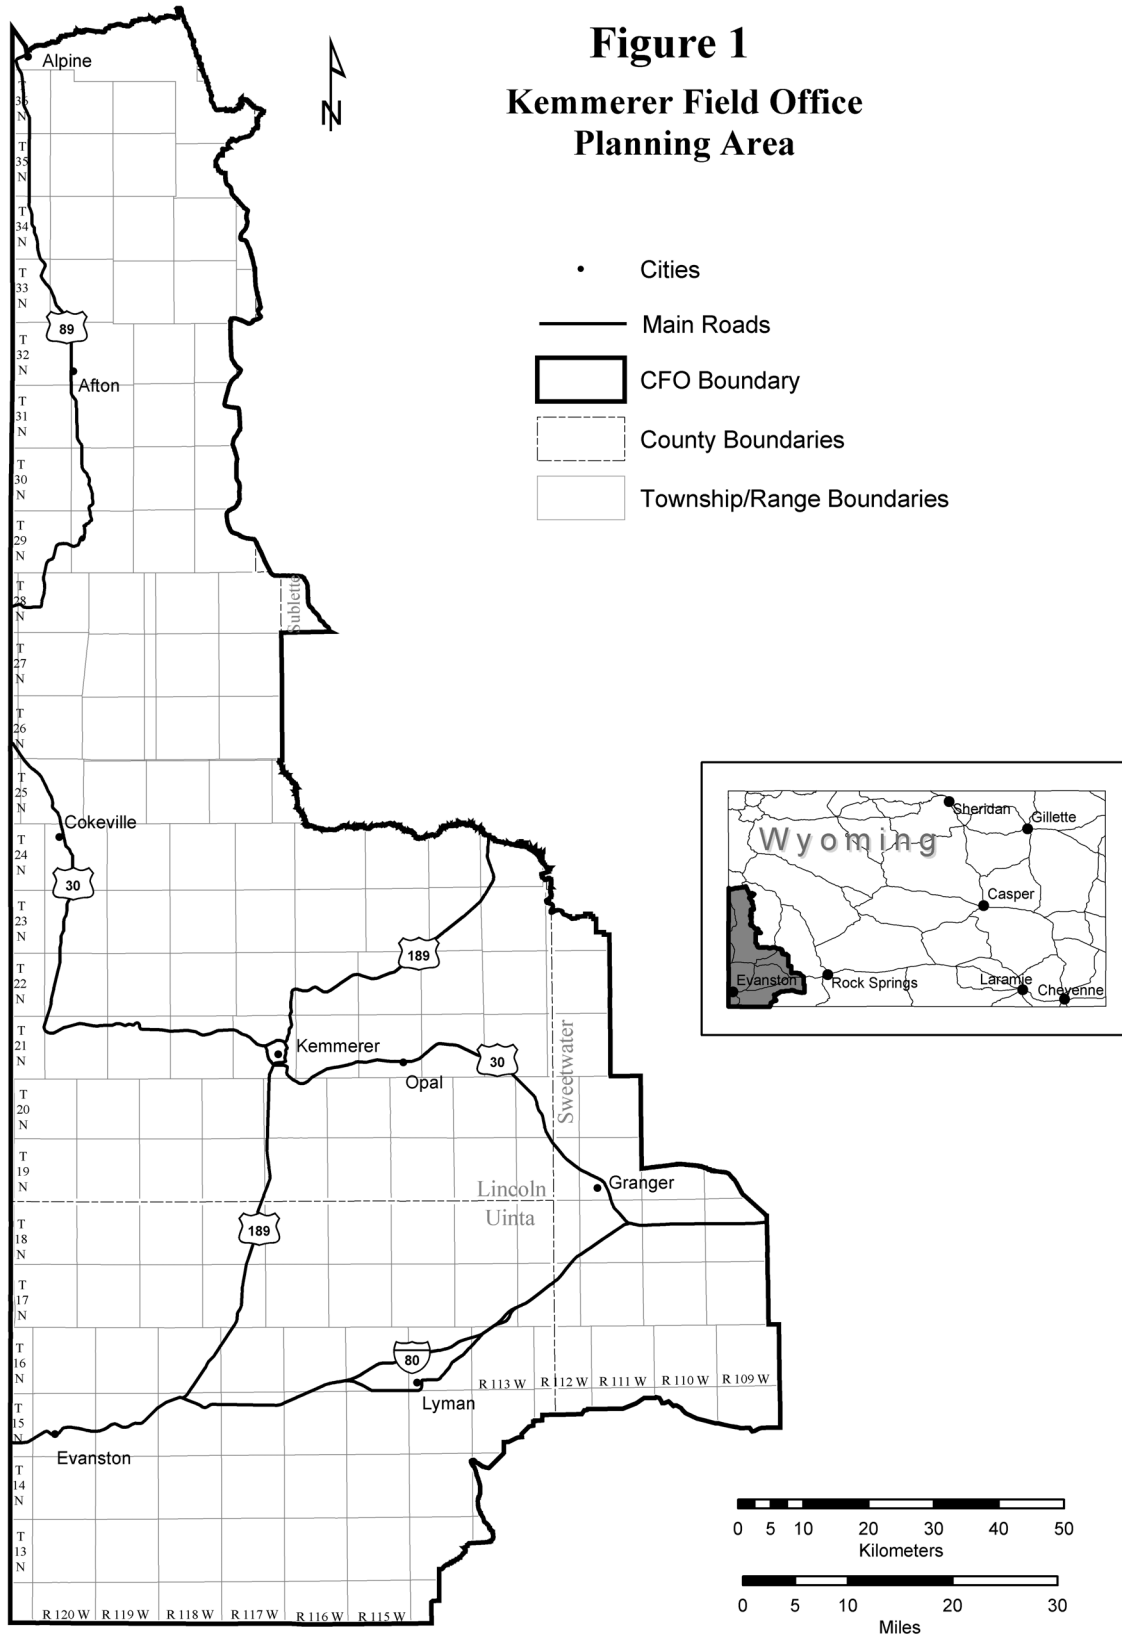 Figure 1
Kemmerer Field Office
Planning Area
N
Cities
Main Roads
CFO Boundary
County Boundaries
Township/Range Boundaries
Alpine
T
36
N
T
35
N
T
34
N
T
33
N
89
T
32
N
Afton
T
31
N
T
30
N
T
29
N
T
28
N
Sublette
T
27
N
T
26
N
T
25
N
Cokeville
T
24
N
30
T
23
N
189
T
22
N
T
21
N
Kemmerer
Opal
30
Sweetwater
T
20
N
T
19
N
Granger
Lincoln
Uinta
T
18
N
189
T
17
N
T
16
N
80
R 113 W
R 112 W
R 111 W
R 110 W
R 109 W
Lyman
T
15
N
Evanston
T
14
N
T
13
N
R 120 W
R 119 W
R 118 W
R 117 W
R 116 W
R 115 W
Wyoming
Sheridan
Gillette
Casper
Evanston
Rock Springs
Laramie
Cheyenne
0 5 10 20 30 40 50
Kilometers
0 5 10 20 30
Miles